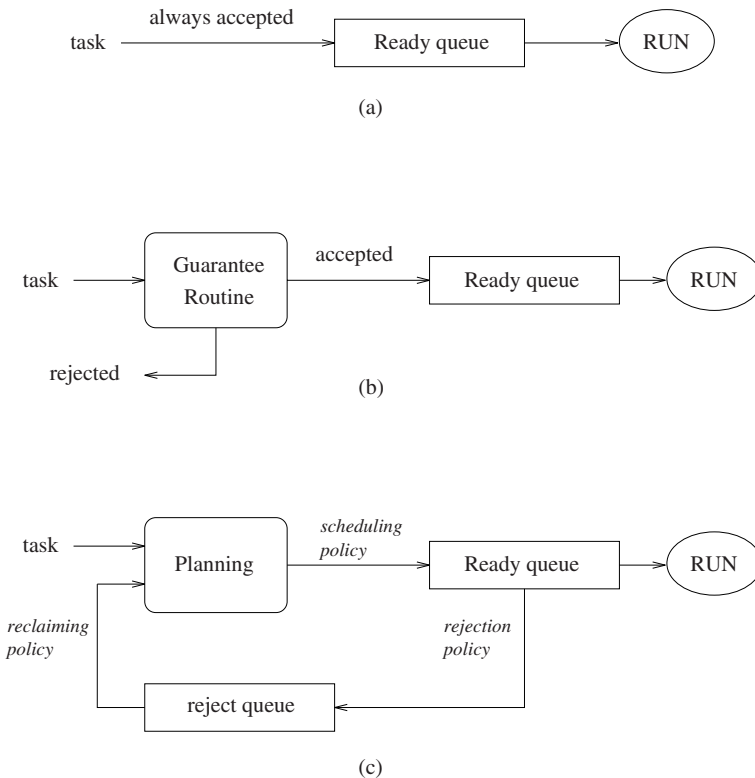 always accepted
task
Ready queue
RUN
(a)
task
Guarantee
Routine
accepted
Ready queue
RUN
rejected
(b)
task
Planning
scheduling
policy
Ready queue
RUN
reclaiming
policy
rejection
policy
reject queue
(c)